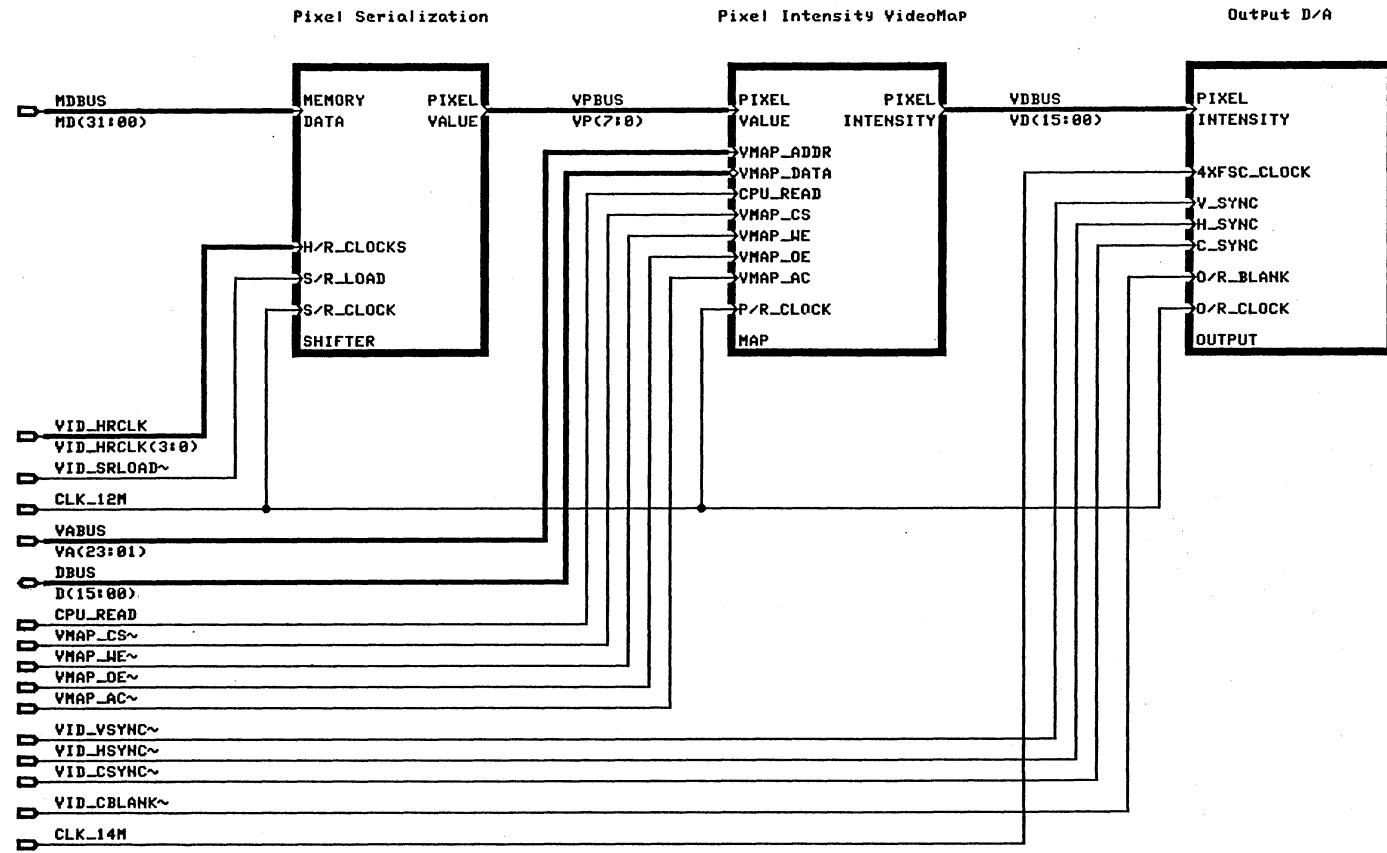 Pixel Serialization
Pixel Intensity VideoMap
Output D/A
MDBUS
MD(31:00)
MEMORY
DATA
PIXEL
VALUE
H/R_CLOCKS
S/R_LOAD
S/R_CLOCK
SHIFTER
VPBUS
VP(7:0)
PIXEL
VALUE
PIXEL
INTENSITY
VMAP_ADDR
VMAP_DATA
CPU_READ
VMAP_CS
VMAP_WE
VMAP_OE
VMAP_AC
P/R_CLOCK
MAP
VDBUS
VD(15:00)
PIXEL
INTENSITY
4XFSC_CLOCK
V_SYNC
H_SYNC
C_SYNC
O/R_BLANK
O/R_CLOCK
OUTPUT
VID_HRCLK
VID_HRCLK(3:0)
VID_SRLOAD~
CLK_12M
VABUS
VA(23:01)
DBUS
D(15:00)
CPU_READ
VMAP_CS~
VMAP_WE~
VMAP_OE~
VMAP_AC~
VID_VSYNC~
VID_HSYNC~
VID_CSYNC~
VID_CBLANK~
CLK_14M